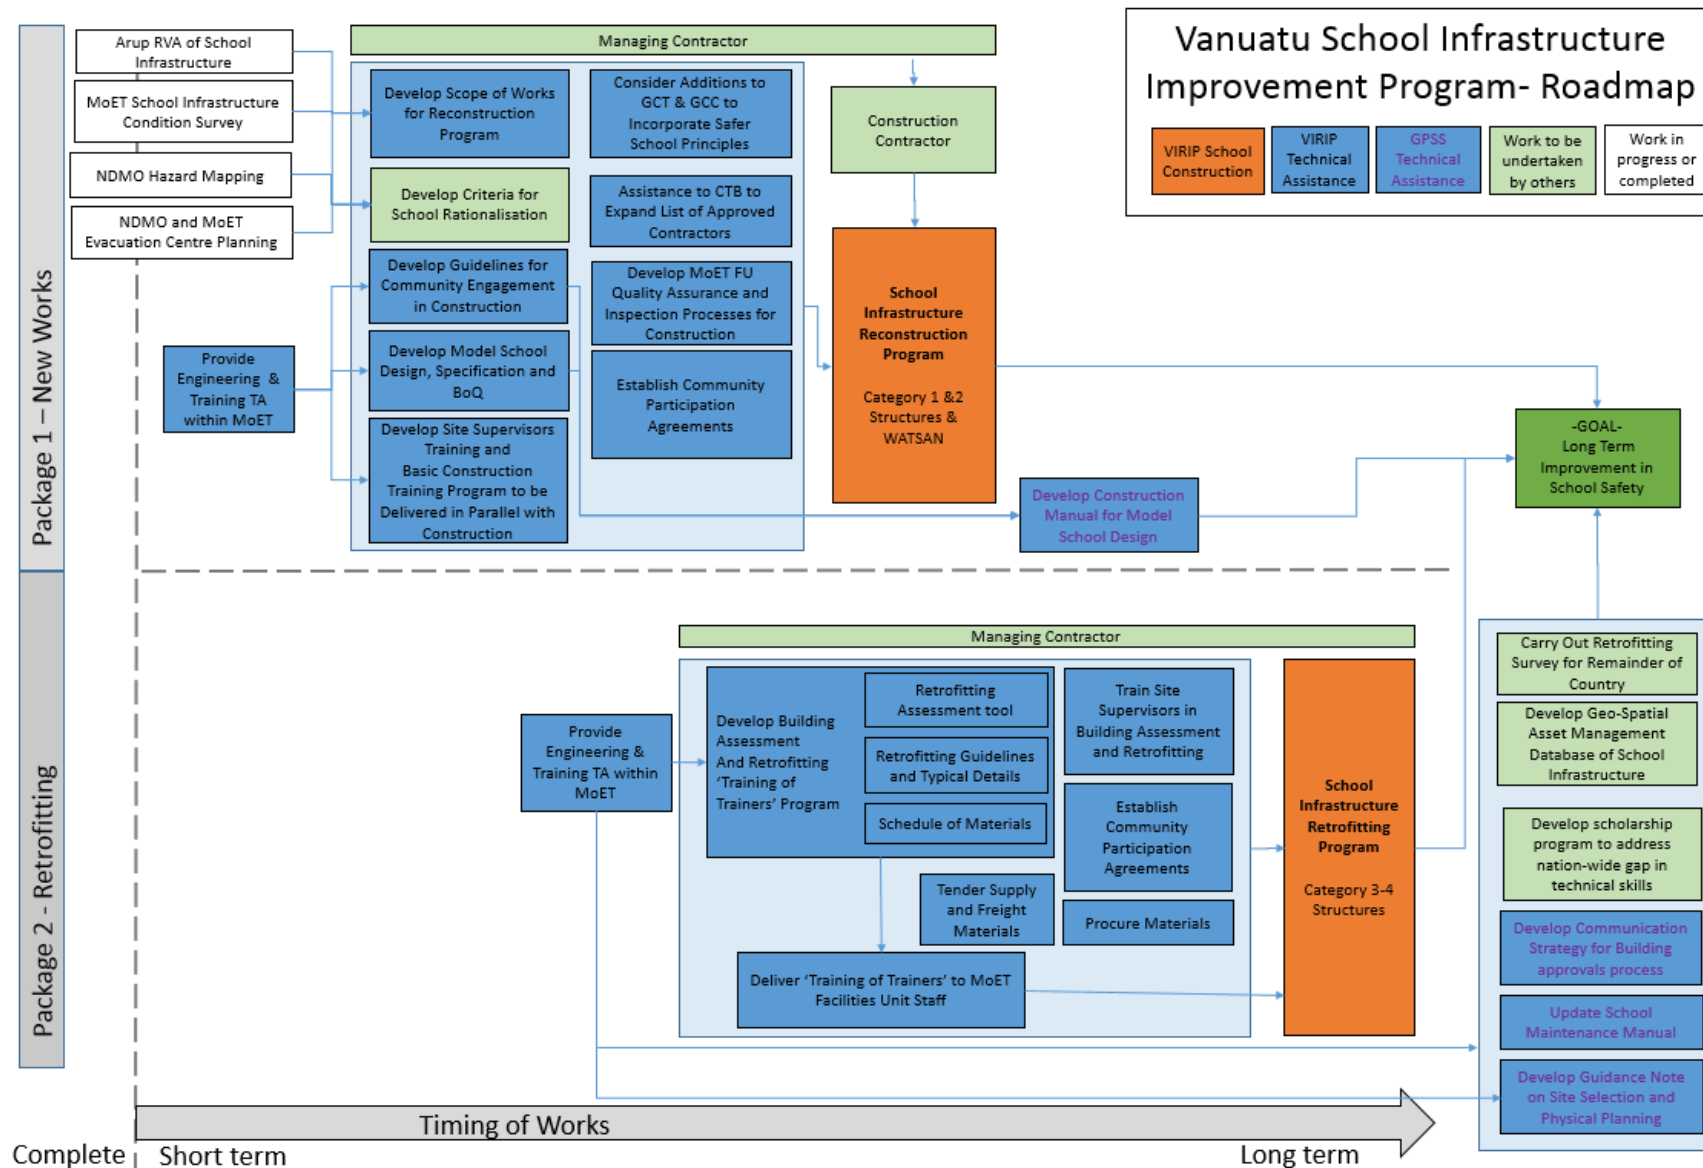 Vanuatu School Infrastructure
Improvement Program- Roadmap
VIRIP School
Construction
VIRIP
Technical
Assistance
GPSS
Technical
Assistance
Work to be
undertaken
by others
Work in
progress or
completed
Package 1 – New Works
Arup RVA of School
Infrastructure
MoET School Infrastructure
Condition Survey
NDMO Hazard Mapping
NDMO and MoET
Evacuation Centre Planning
Provide
Engineering &
Training TA
within MoET
Managing Contractor
Develop Scope of Works
for Reconstruction
Program
Develop Criteria for
School Rationalisation
Develop Guidelines for
Community Engagement
in Construction
Develop Model School
Design, Specification and
BoQ
Develop Site Supervisors
Training and
Basic Construction
Training Program to be
Delivered in Parallel with
Construction
Consider Additions to
GCT & GCC to
Incorporate Safer
School Principles
Assistance to CTB to
Expand List of Approved
Contractors
Develop MoET FU
Quality Assurance and
Inspection Processes for
Construction
Establish Community
Participation
Agreements
Construction
Contractor
School
Infrastructure
Reconstruction
Program
Category 1 &2
Structures &
WATSAN
Develop Construction
Manual for Model
School Design
-GOAL-
Long Term
Improvement in
School Safety
Package 2 - Retrofitting
Provide
Engineering &
Training TA within
MoET
Managing Contractor
Develop Building
Assessment
And Retrofitting
‘Training of
Trainers’ Program
Retrofitting
Assessment tool
Retrofitting Guidelines
and Typical Details
Schedule of Materials
Tender Supply
and Freight
Materials
Deliver ‘Training of Trainers’ to MoET
Facilities Unit Staff
Train Site
Supervisors in
Building Assessment
and Retrofitting
Establish
Community
Participation
Agreements
Procure Materials
School
Infrastructure
Retrofitting
Program
Category 3-4
Structures
Carry Out Retrofitting
Survey for Remainder of
Country
Develop Geo-Spatial
Asset Management
Database of School
Infrastructure
Develop scholarship
program to address
nation-wide gap in
technical skills
Develop Communication
Strategy for Building
approvals process
Update School
Maintenance Manual
Develop Guidance Note
on Site Selection and
Physical Planning
Timing of Works
Complete
Short term
Long term